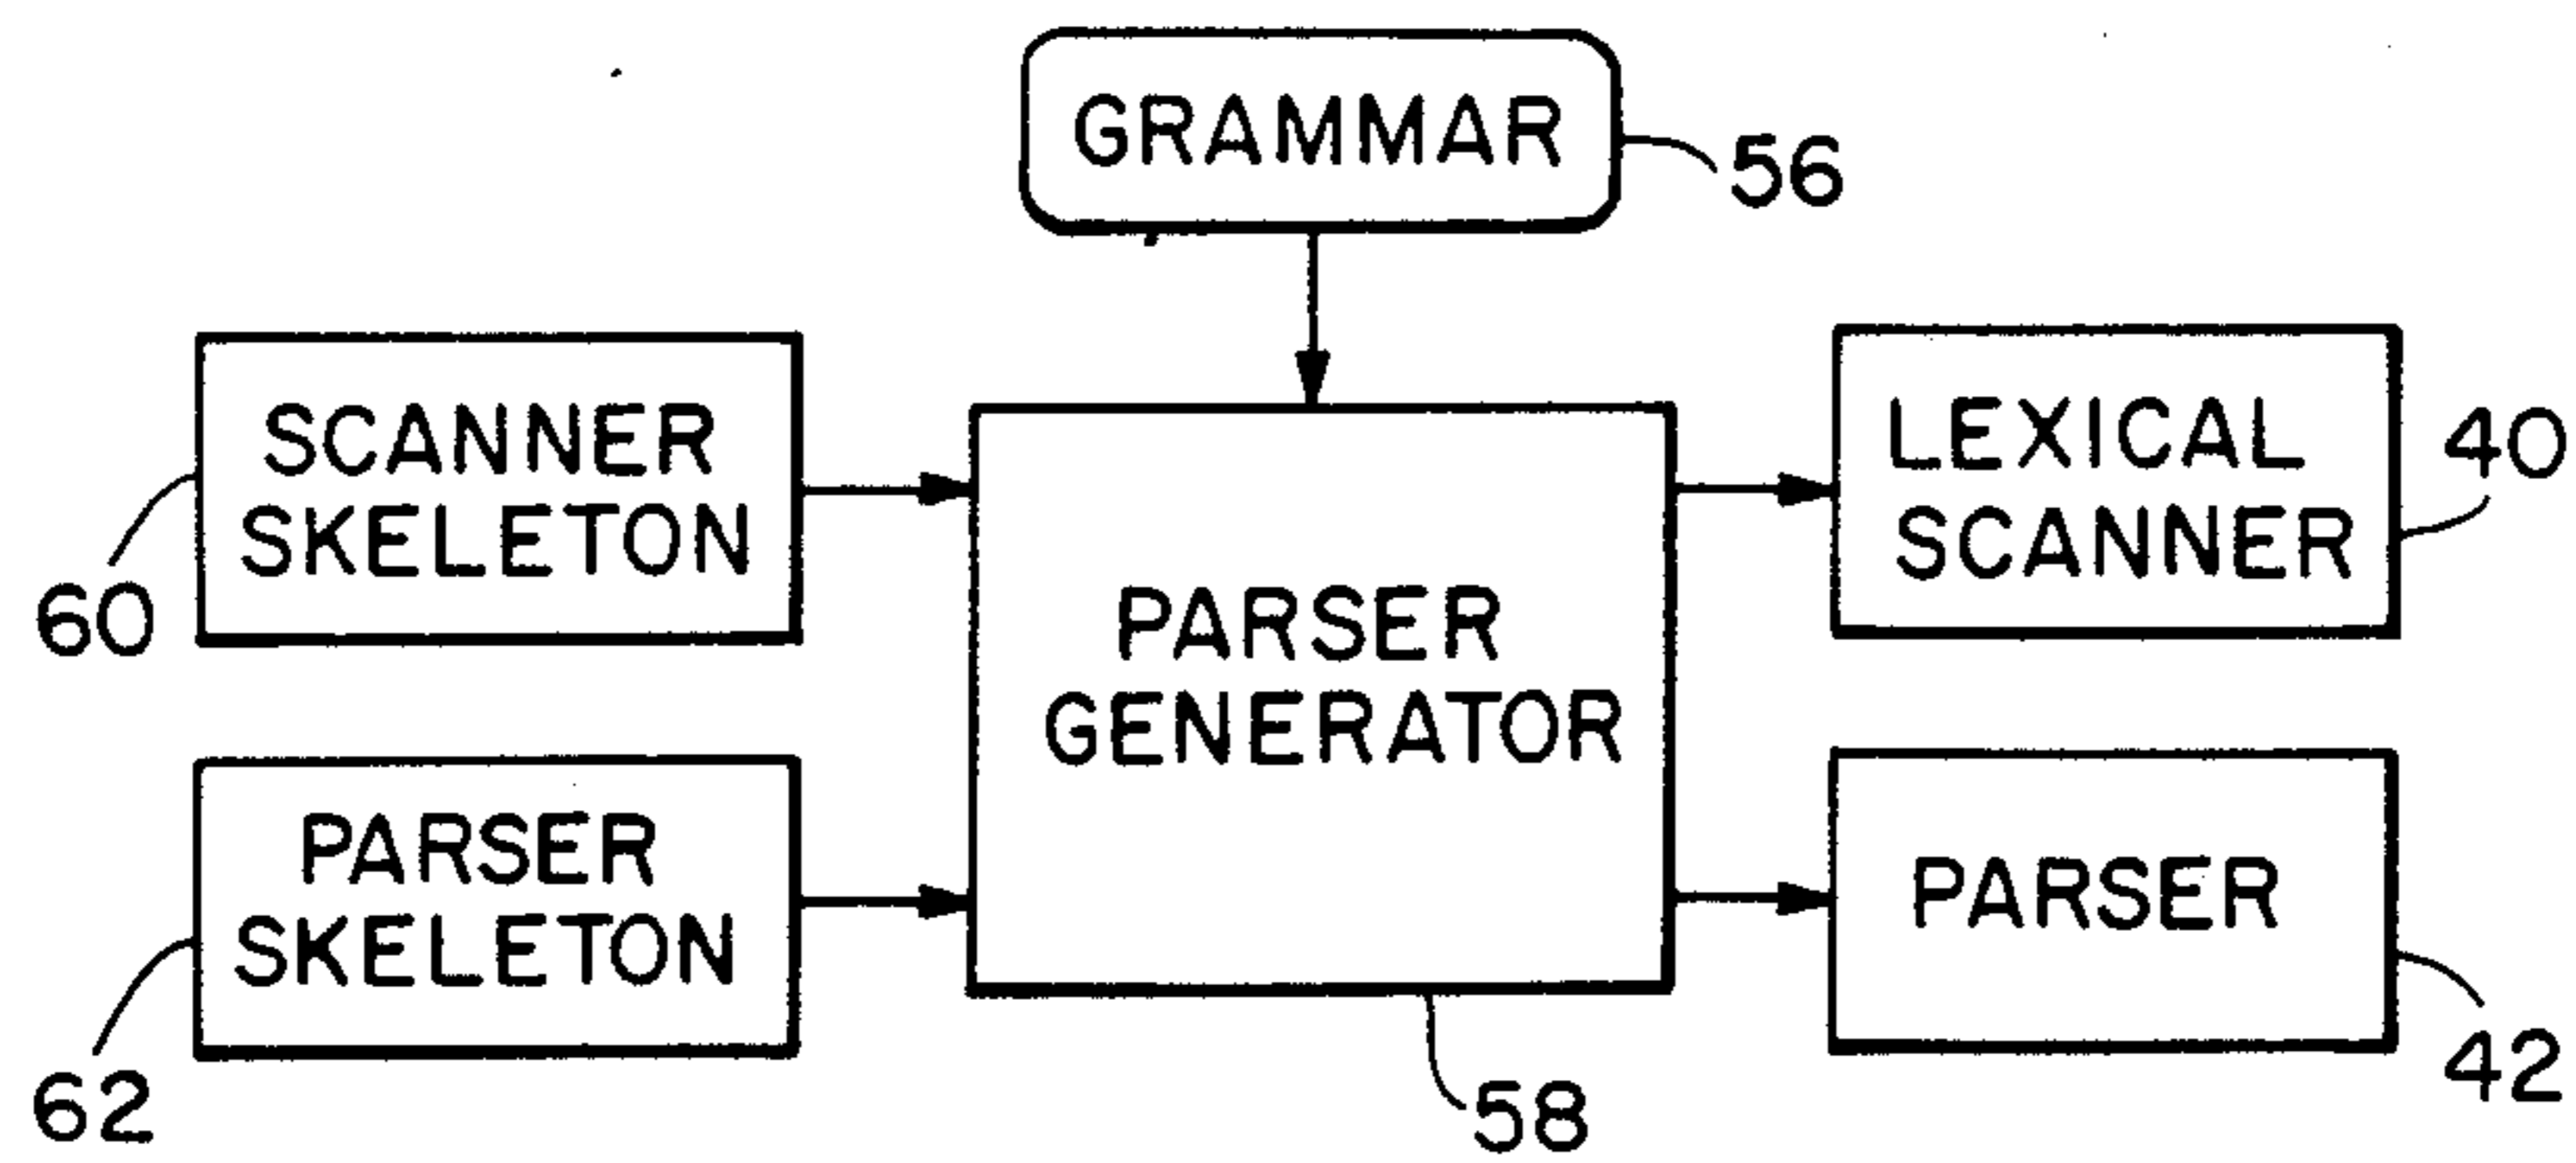 GRAMMAR
56
SCANNER
SKELETON
60
LEXICAL
SCANNER
40
PARSER
GENERATOR
58
PARSER
SKELETON
62
PARSER
42